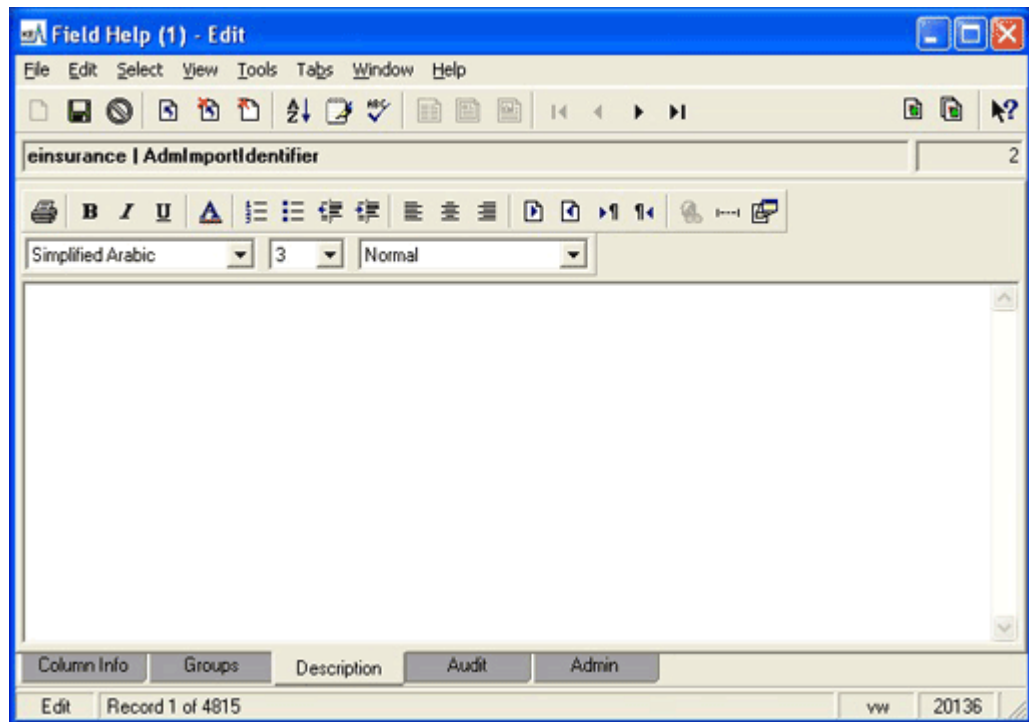 Field Help (1) - Edit
File Edit Select View Tools Tabs Window Help
einsurance | AdmImportIdentifier 2
B I U A
Simplified Arabic 3 Normal
Column Info Groups Description Audit Admin
Edit Record 1 of 4815 vw 20136